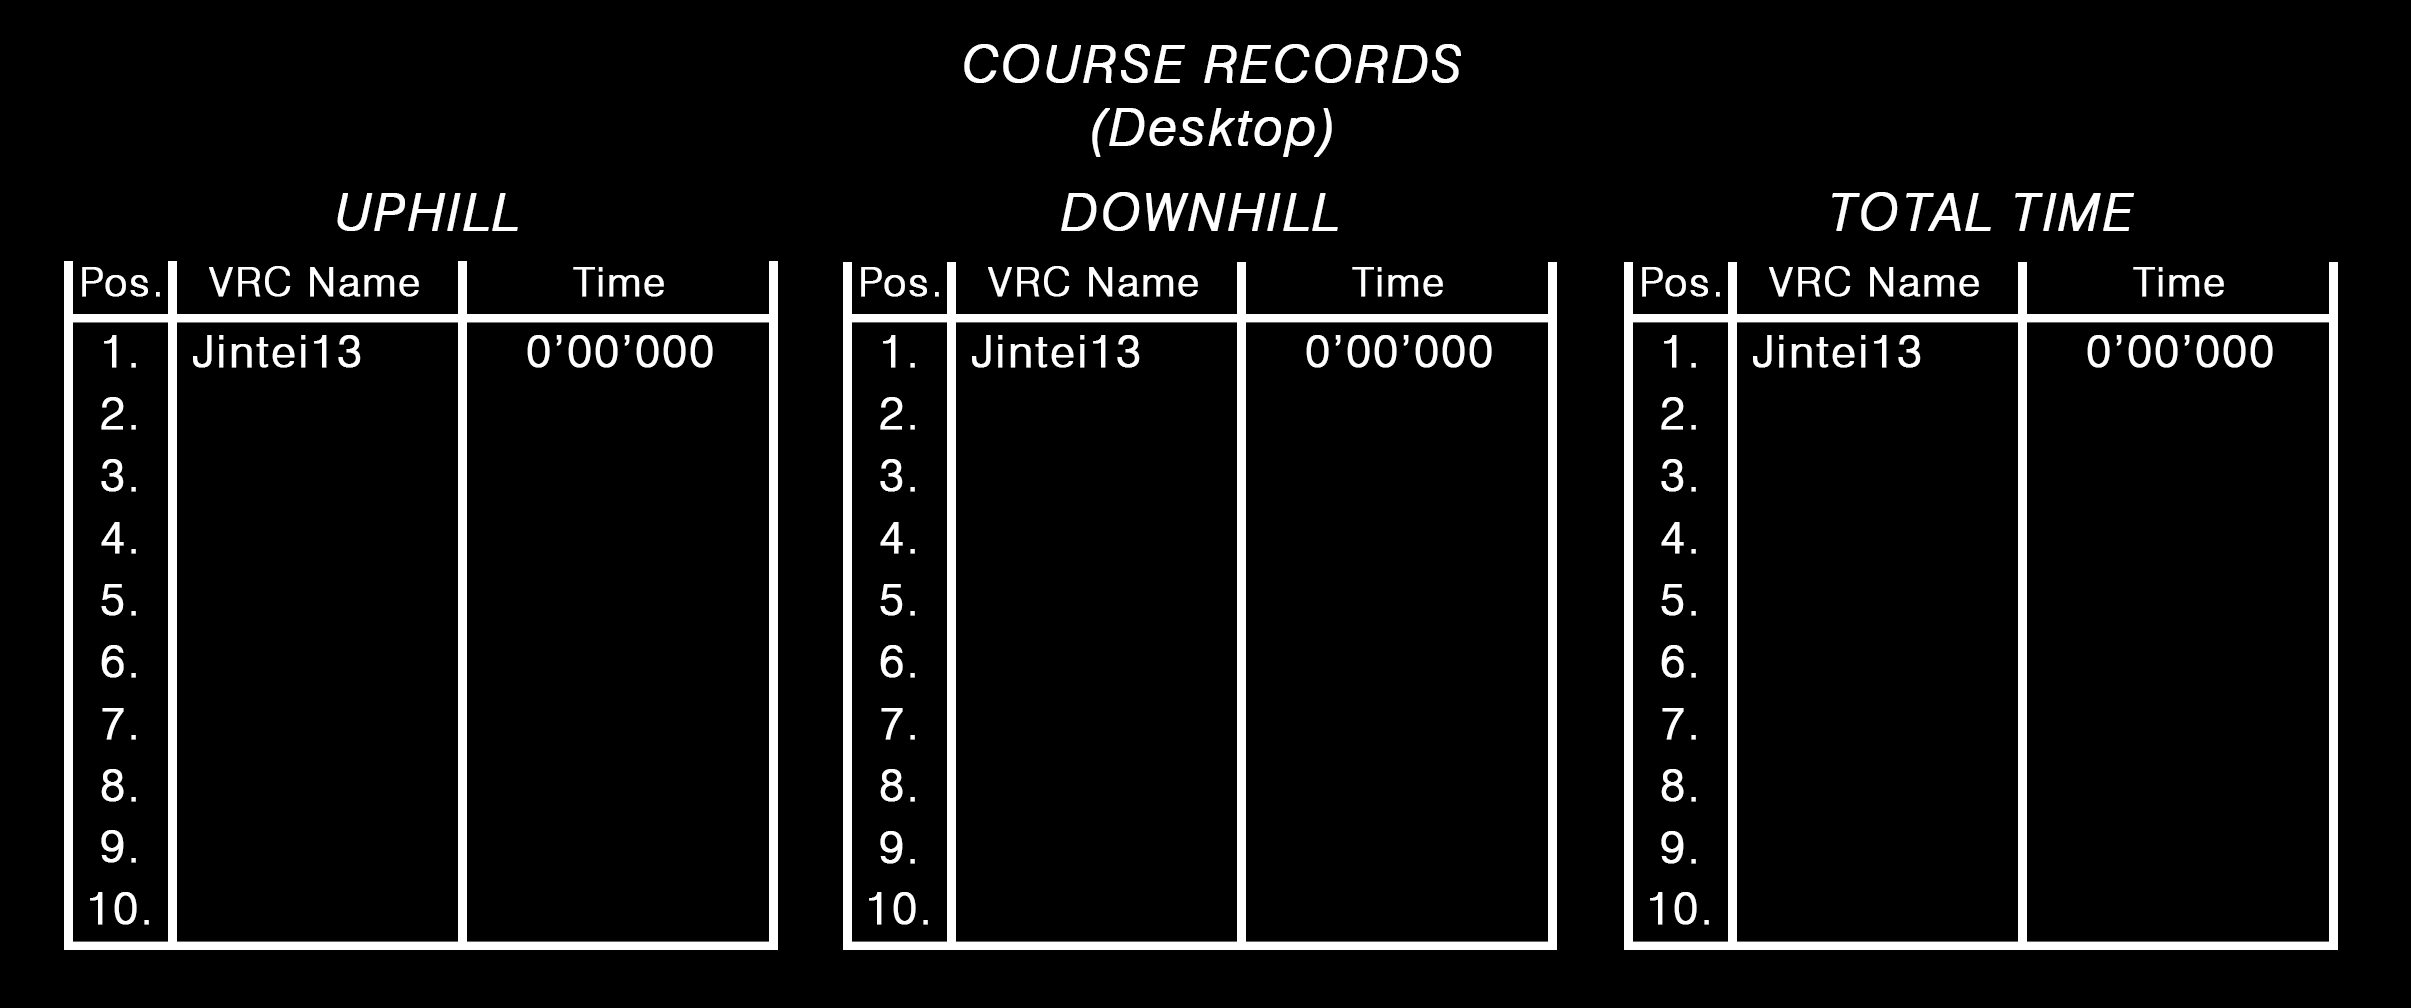 COURSE RECORDS
(Desktop)
UPHILL
Pos. VRC Name Time
1. Jintei13 0’00’000
2.
3.
4.
5.
6.
7.
8.
9.
10.
DOWNHILL
Pos. VRC Name Time
1. Jintei13 0’00’000
2.
3.
4.
5.
6.
7.
8.
9.
10.
TOTAL TIME
Pos. VRC Name Time
1. Jintei13 0’00’000
2.
3.
4.
5.
6.
7.
8.
9.
10.